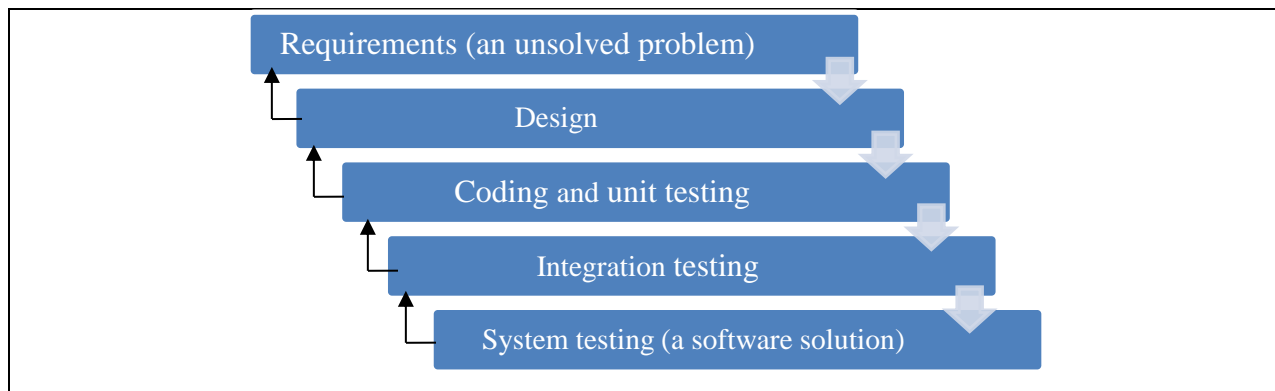 Requirements (an unsolved problem)
Design
Coding and unit testing
Integration testing
System testing (a software solution)